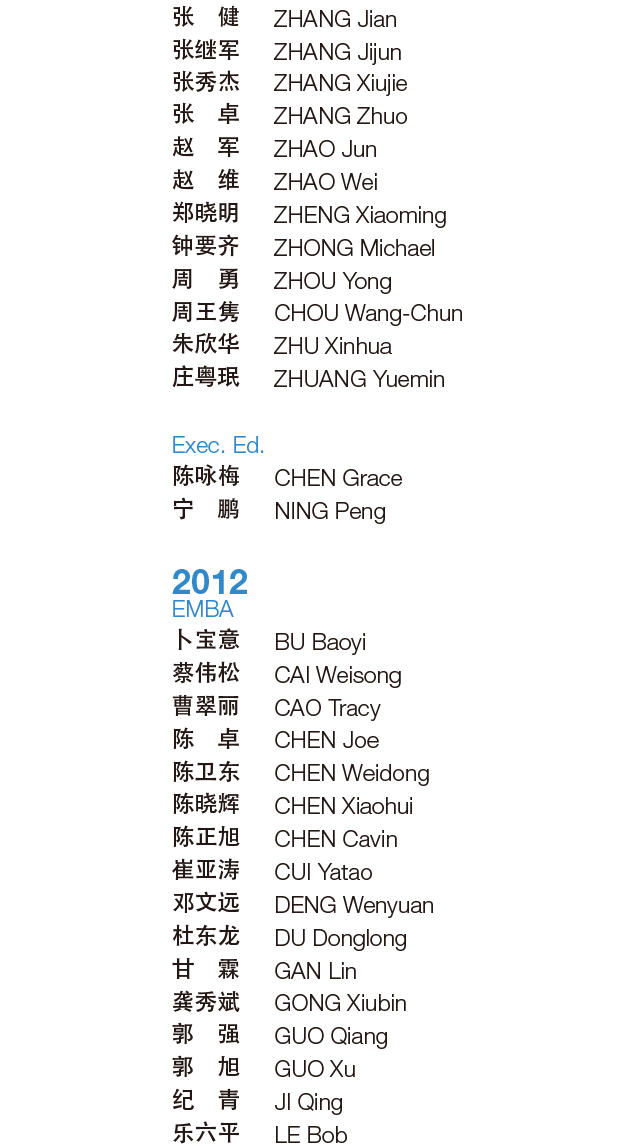 张　健 ZHANG Jian
张继军 ZHANG Jijun
张秀杰 ZHANG Xiujie
张　卓 ZHANG Zhuo
赵　军 ZHAO Jun
赵　维 ZHAO Wei
郑晓明 ZHENG Xiaoming
钟要齐 ZHONG Michael
周　勇 ZHOU Yong
周王隽 CHOU Wang-Chun
朱欣华 ZHU Xinhua
庄粤珉 ZHUANG Yuemin
Exec. Ed.
陈咏梅 CHEN Grace
宁　鹏 NING Peng
2012
EMBA
卜宝意 BU Baoyi
蔡伟松 CAI Weisong
曹翠丽 CAO Tracy
陈　卓 CHEN Joe
陈卫东 CHEN Weidong
陈晓辉 CHEN Xiaohui
陈正旭 CHEN Cavin
崔亚涛 CUI Yatao
邓文远 DENG Wenyuan
杜东龙 DU Donglong
甘　霖 GAN Lin
龚秀斌 GONG Xiubin
郭　强 GUO Qiang
郭　旭 GUO Xu
纪　青 JI Qing
乐六平 LE Bob